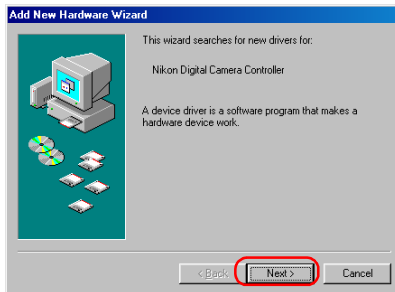 Add New Hardware Wizard
This wizard searches for new drivers for:
Nikon Digital Camera Controller
A device driver is a software program that makes a
hardware device work.
< Back
Next >
Cancel